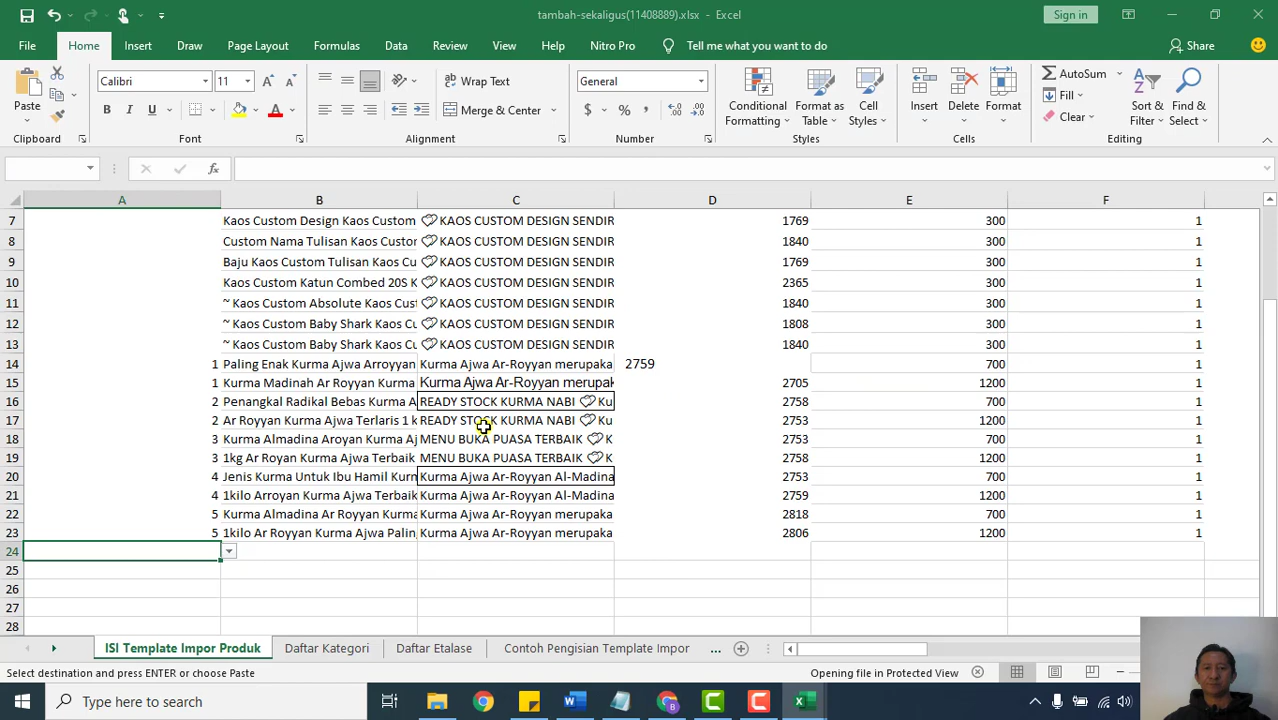 tambah-sekaligus(11408889).xlsx - Excel
Sign in
File Home Insert Draw Page Layout Formulas Data Review View Help Nitro Pro Tell me what you want to do Share
Paste
Clipboard
Calibri 11
B I U
Font
Wrap Text
Merge & Center
Alignment
General
$ % ,
Number
Conditional Formatting
Format as Table
Cell Styles
Styles
Insert Delete Format
Cells
AutoSum
Fill
Clear
Sort & Filter
Find & Select
Editing
fx
A B C D E F
7 Kaos Custom Design Kaos Custom KAOS CUSTOM DESIGN SENDIR 1769 300 1
8 Custom Nama Tulisan Kaos Custor KAOS CUSTOM DESIGN SENDIR 1840 300 1
9 Baju Kaos Custom Tulisan Kaos Cu KAOS CUSTOM DESIGN SENDIR 1769 300 1
10 Kaos Custom Katun Combed 20S K KAOS CUSTOM DESIGN SENDIR 2365 300 1
11 ~ Kaos Custom Absolute Kaos Cust KAOS CUSTOM DESIGN SENDIR 1840 300 1
12 ~ Kaos Custom Baby Shark Kaos Cu KAOS CUSTOM DESIGN SENDIR 1808 300 1
13 ~ Kaos Custom Baby Shark Kaos Cu KAOS CUSTOM DESIGN SENDIR 1840 300 1
14 1 Paling Enak Kurma Ajwa Arroyyan Kurma Ajwa Ar-Royyan merupaka 2759 700 1
15 1 Kurma Madinah Ar Royyan Kurma Kurma Ajwa Ar-Royyan merupak 2705 1200 1
16 2 Penangkal Radikal Bebas Kurma A READY STOCK KURMA NABI Ku 2758 700 1
17 2 Ar Royyan Kurma Ajwa Terlaris 1 k READY STOCK KURMA NABI Ku 2753 1200 1
18 3 Kurma Almadina Aroyan Kurma Aj MENU BUKA PUASA TERBAIK K 2753 700 1
19 3 1kg Ar Royan Kurma Ajwa Terbaik MENU BUKA PUASA TERBAIK K 2758 1200 1
20 4 Jenis Kurma Untuk Ibu Hamil Kurn Kurma Ajwa Ar-Royyan Al-Madina 2753 700 1
21 4 1kilo Arroyan Kurma Ajwa Terbaik Kurma Ajwa Ar-Royyan Al-Madina 2759 1200 1
22 5 Kurma Almadina Ar Royyan Kurma Kurma Ajwa Ar-Royyan merupaka 2818 700 1
23 5 1kilo Ar Royyan Kurma Ajwa Paling Kurma Ajwa Ar-Royyan merupaka 2806 1200 1
24
25
26
27
28
ISI Template Impor Produk Daftar Kategori Daftar Etalase Contoh Pengisian Template Impor ...
Select destination and press ENTER or choose Paste Opening file in Protected View
Type here to search